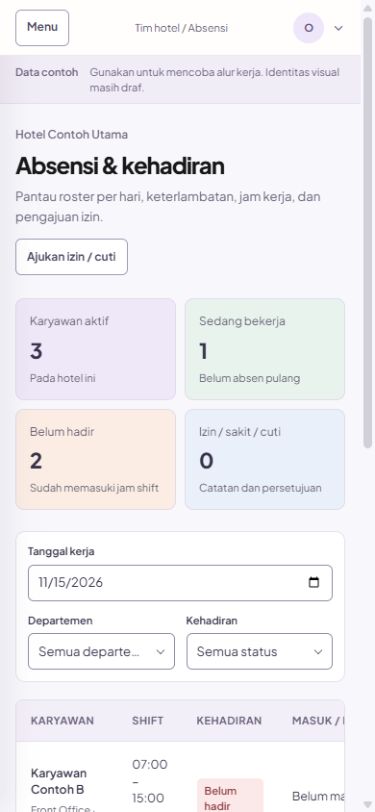 Menu
Tim hotel / Absensi
O
Data contoh
Gunakan untuk mencoba alur kerja. Identitas visual
masih draf.
Hotel Contoh Utama
Absensi & kehadiran
Pantau roster per hari, keterlambatan, jam kerja, dan
pengajuan izin.
Ajukan izin / cuti
Karyawan aktif
3
Pada hotel ini
Sedang bekerja
1
Belum absen pulang
Belum hadir
2
Sudah memasuki jam shift
Izin / sakit / cuti
0
Catatan dan persetujuan
Tanggal kerja
11/15/2026
Departemen
Kehadiran
Semua departe...
Semua status
KARYAWAN
SHIFT
KEHADIRAN
MASUK /
Karyawan
Contoh B
Front Office ·
07:00
–
15:00
Belum
hadir
Belum